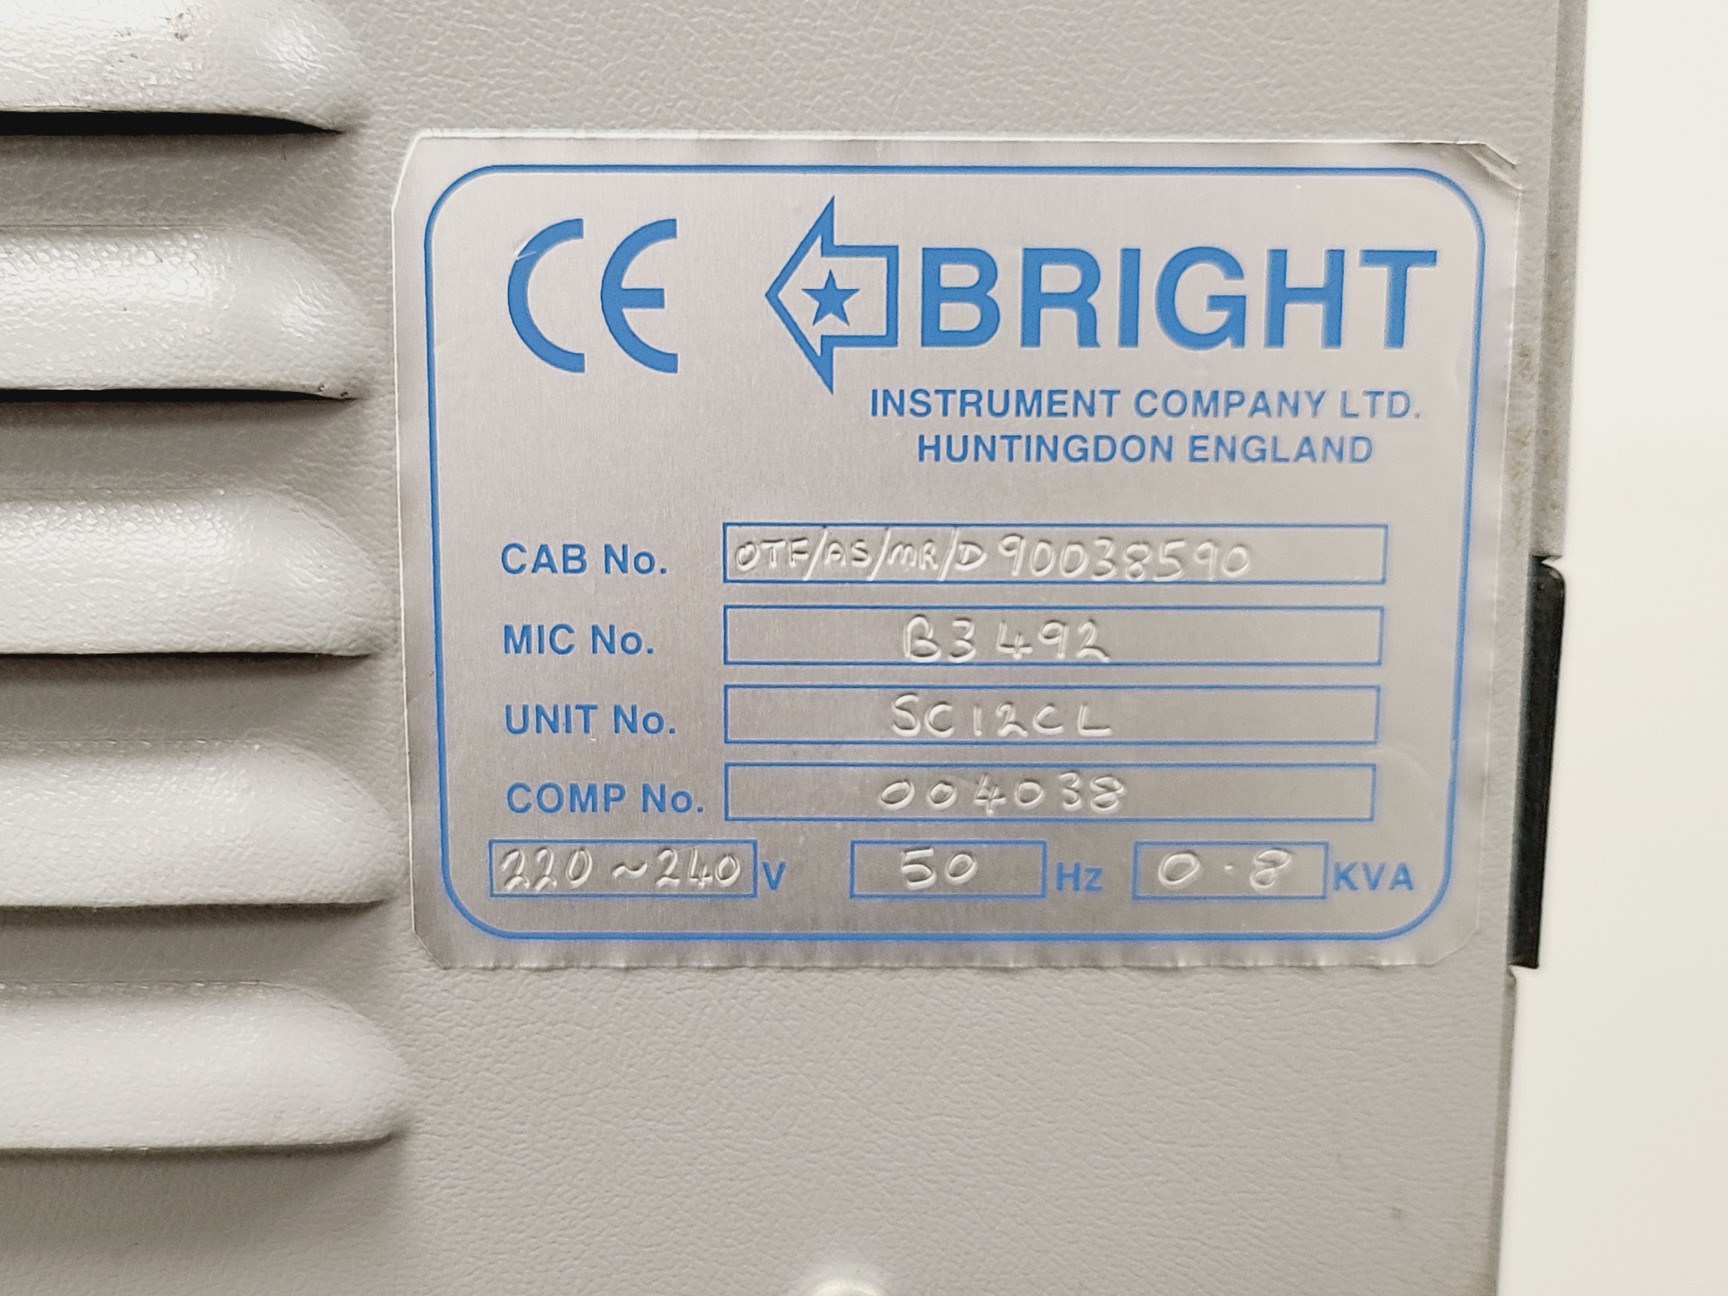 CE BRIGHT
INSTRUMENT COMPANY LTD.
HUNTINGDON ENGLAND
CAB No. OTF/AS/MR/D90038590
MIC No. B3492
UNIT No. SC12CL
COMP No. 004038
220~240 V 50 Hz 0.8 KVA